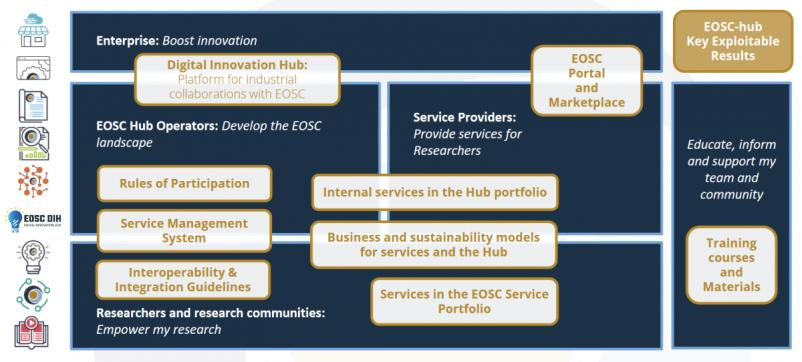 EOSC-hub
Key Exploitable
Results
Enterprise: Boost innovation
Digital Innovation Hub:
Platform for industrial
collaborations with EOSC
EOSC
Portal
and
Marketplace
EOSC Hub Operators: Develop the EOSC
landscape
Service Providers:
Provide services for
Researchers
Educate, inform
and support my
team and
community
Rules of Participation
Internal services in the Hub portfolio
EOSC DIH
DIGITAL INNOVATION HUB
Service Management
System
Business and sustainability models
for services and the Hub
Training
courses
and
Materials
Interoperability &
Integration Guidelines
Services in the EOSC Service
Portfolio
Researchers and research communities:
Empower my research